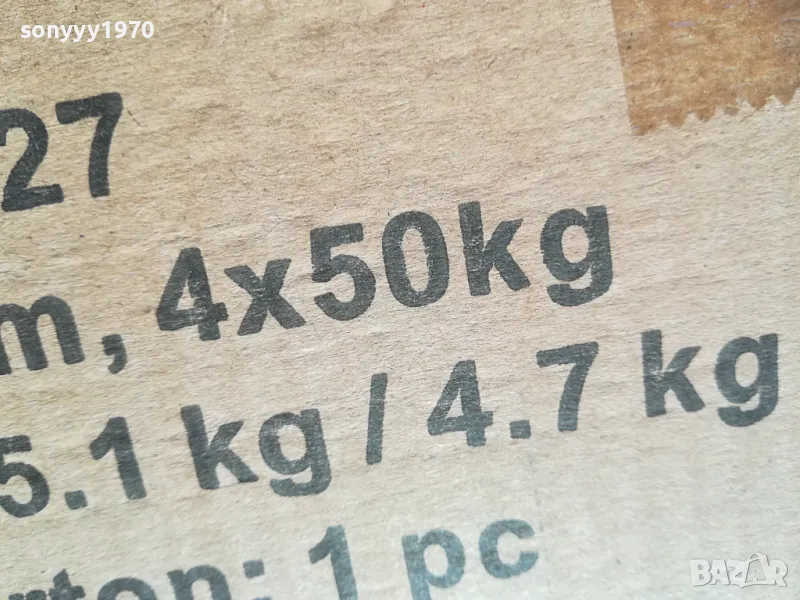 sonyyy1970
27
m, 4x50kg
5.1 kg / 4.7 kg
rton: 1 pc
BAZAR